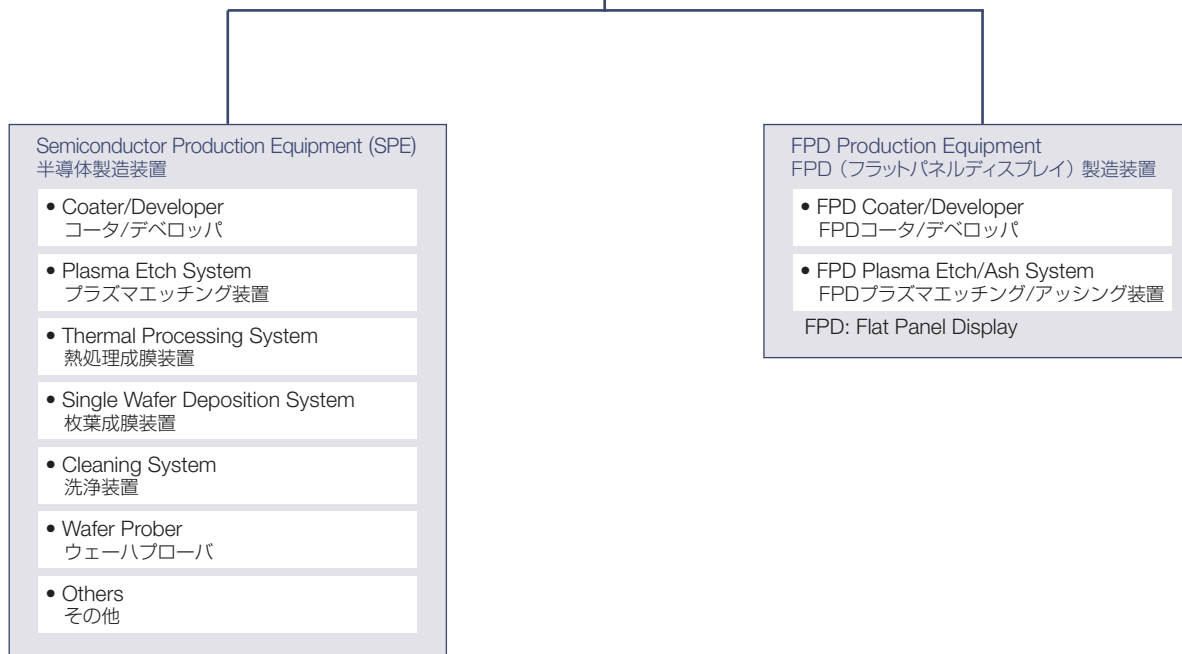 Semiconductor Production Equipment (SPE)
半導体製造装置
• Coater/Developer
コータ/デベロッパ
• Plasma Etch System
プラズマエッチング装置
• Thermal Processing System
熱処理成膜装置
• Single Wafer Deposition System
枚葉成膜装置
• Cleaning System
洗浄装置
• Wafer Prober
ウェーハプローバ
• Others
その他
FPD Production Equipment
FPD（フラットパネルディスプレイ）製造装置
• FPD Coater/Developer
FPDコータ/デベロッパ
• FPD Plasma Etch/Ash System
FPDプラズマエッチング/アッシング装置
FPD: Flat Panel Display